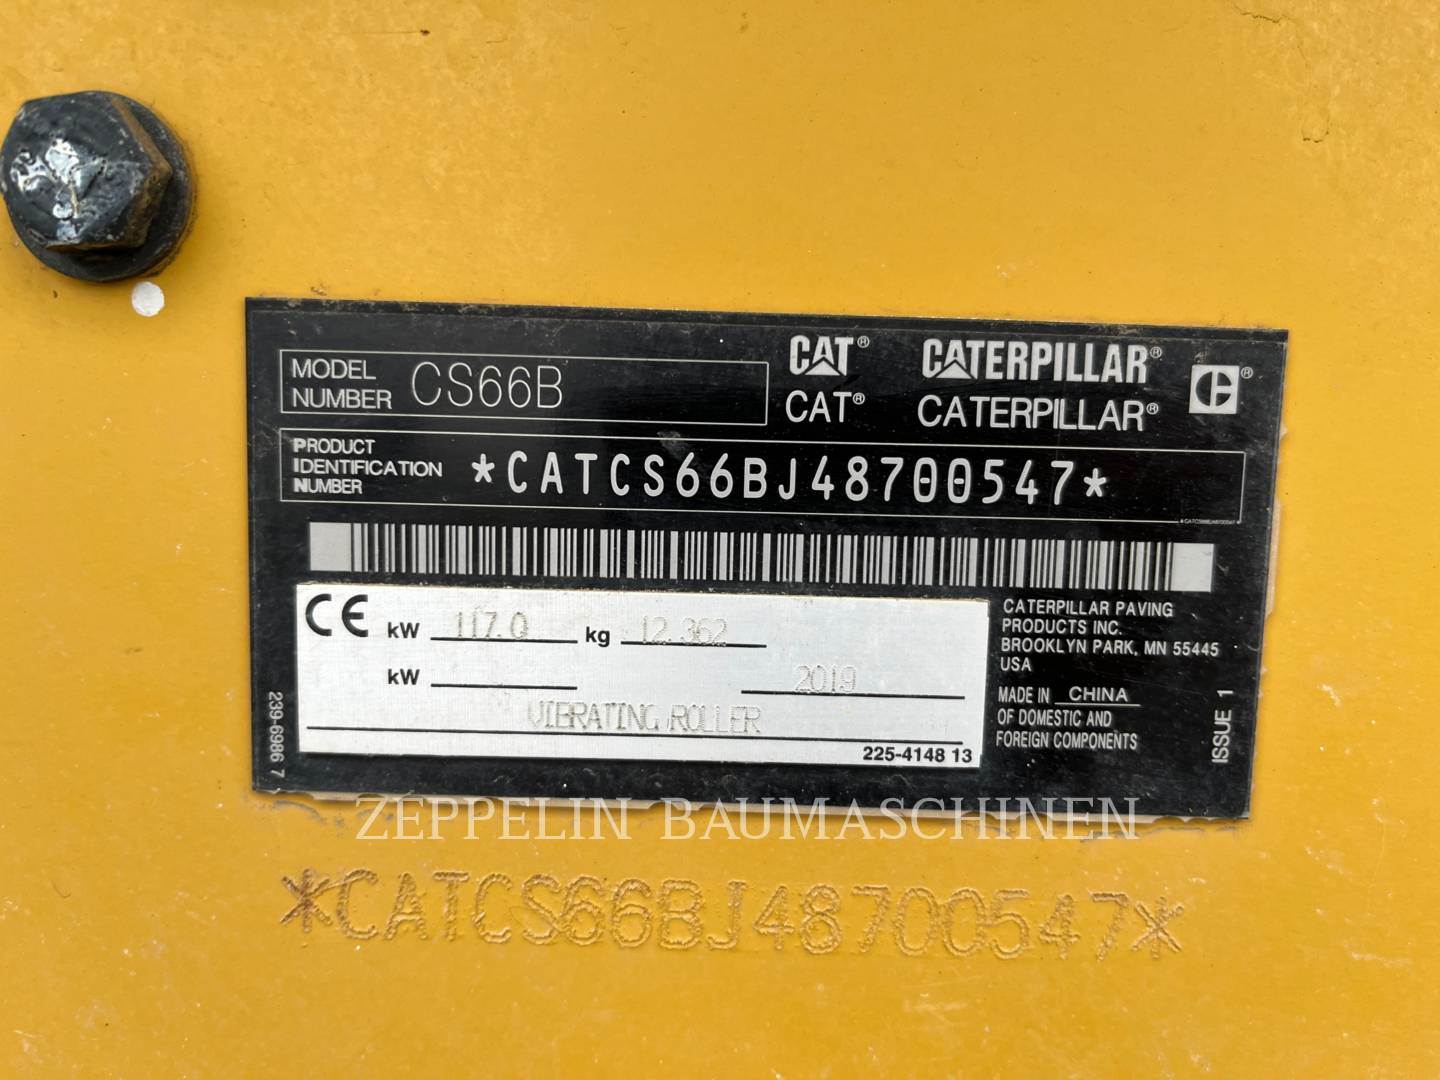 MODEL NUMBER CS66B
CAT® CATERPILLAR®
CAT® CATERPILLAR®
PRODUCT IDENTIFICATION NUMBER *CATCS66BJ48700547*
*CATCS66BJ48700547*
CE kW 117.0 kg 12.362
kW 2019
VIBRATING ROLLER
225-4148 13
239-6986 7
CATERPILLAR PAVING
PRODUCTS INC.
BROOKLYN PARK, MN 55445
USA
MADE IN CHINA
OF DOMESTIC AND
FOREIGN COMPONENTS
ISSUE 1
ZEPPELIN BAUMASCHINEN
*CATCS66BJ48700547*